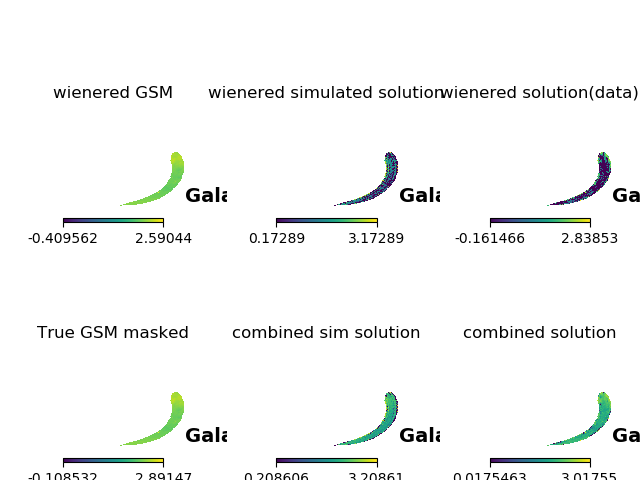 wienered GSM
wienered simulated solution
wienered solution(data)
Gala
Gala
Ga
-0.409562 2.59044
0.17289 3.17289
-0.161466 2.83853
True GSM masked
combined sim solution
combined solution
Gala
Gala
Ga
-0.108532 2.89147
0.208606 3.20861
0.0175463 3.01755